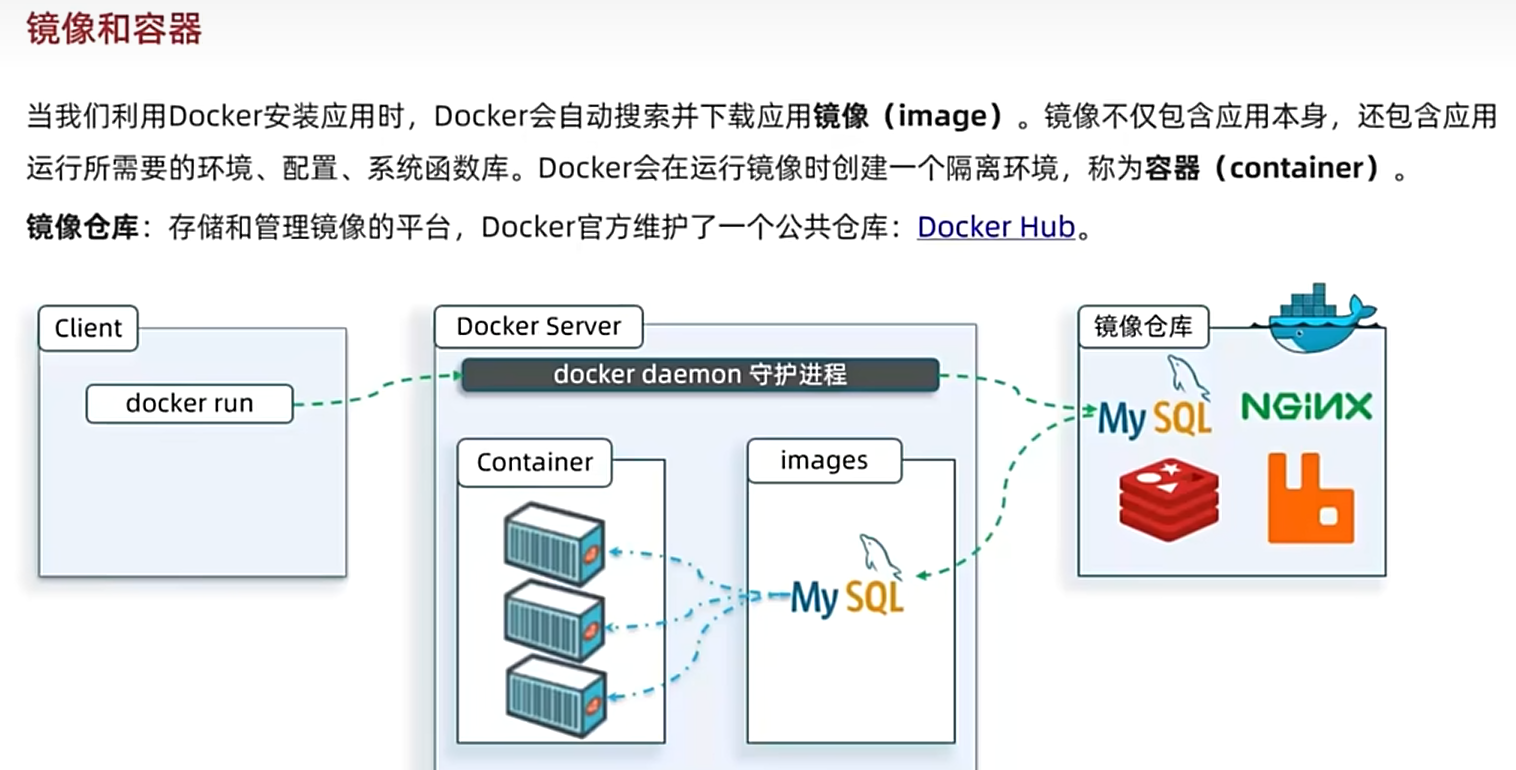 镜像和容器
当我们利用Docker安装应用时，Docker会自动搜索并下载应用镜像（image）。镜像不仅包含应用本身，还包含应用
运行所需要的环境、配置、系统函数库。Docker会在运行镜像时创建一个隔离环境，称为容器（container）。
镜像仓库：存储和管理镜像的平台，Docker官方维护了一个公共仓库：Docker Hub。
Client
docker run
Docker Server
docker daemon 守护进程
Container
images
MySQL
镜像仓库
MySQL
NGINX